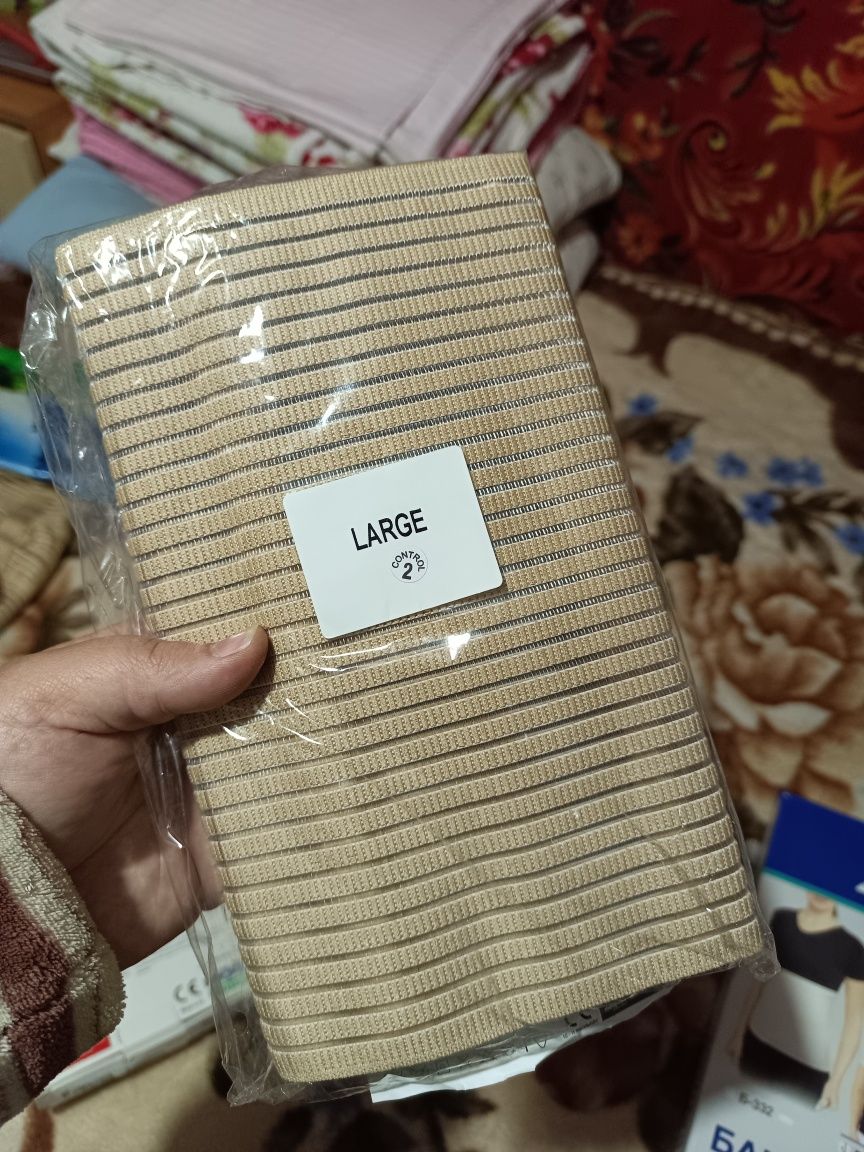 LARGE
CONTROL
2
CE
Б-332
БА